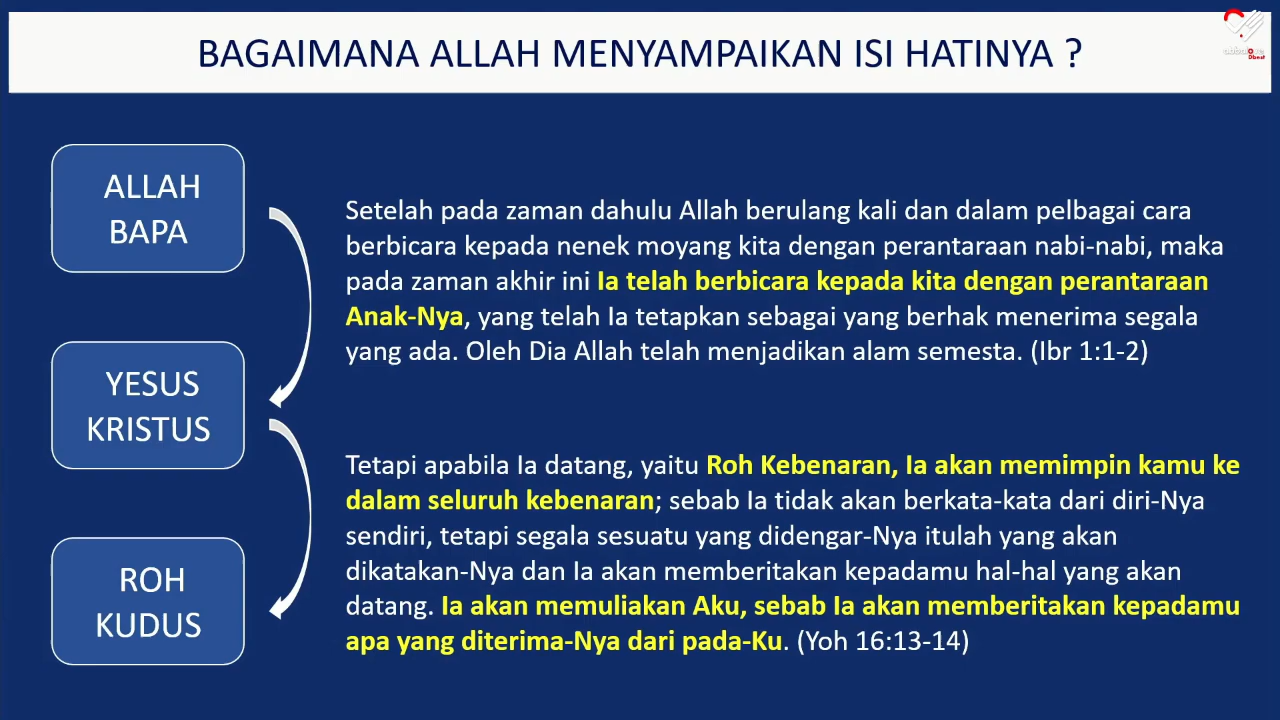 BAGAIMANA ALLAH MENYAMPAIKAN ISI HATINYA ?
ALLAH
BAPA
Setelah pada zaman dahulu Allah berulang kali dan dalam pelbagai cara
berbicara kepada nenek moyang kita dengan perantaraan nabi-nabi, maka
pada zaman akhir ini Ia telah berbicara kepada kita dengan perantaraan
Anak-Nya, yang telah Ia tetapkan sebagai yang berhak menerima segala
yang ada. Oleh Dia Allah telah menjadikan alam semesta. (Ibr 1:1-2)
YESUS
KRISTUS
Tetapi apabila Ia datang, yaitu Roh Kebenaran, Ia akan memimpin kamu ke
dalam seluruh kebenaran; sebab Ia tidak akan berkata-kata dari diri-Nya
sendiri, tetapi segala sesuatu yang didengar-Nya itulah yang akan
dikatakan-Nya dan Ia akan memberitakan kepadamu hal-hal yang akan
datang. Ia akan memuliakan Aku, sebab Ia akan memberitakan kepadamu
apa yang diterima-Nya dari pada-Ku. (Yoh 16:13-14)
ROH
KUDUS